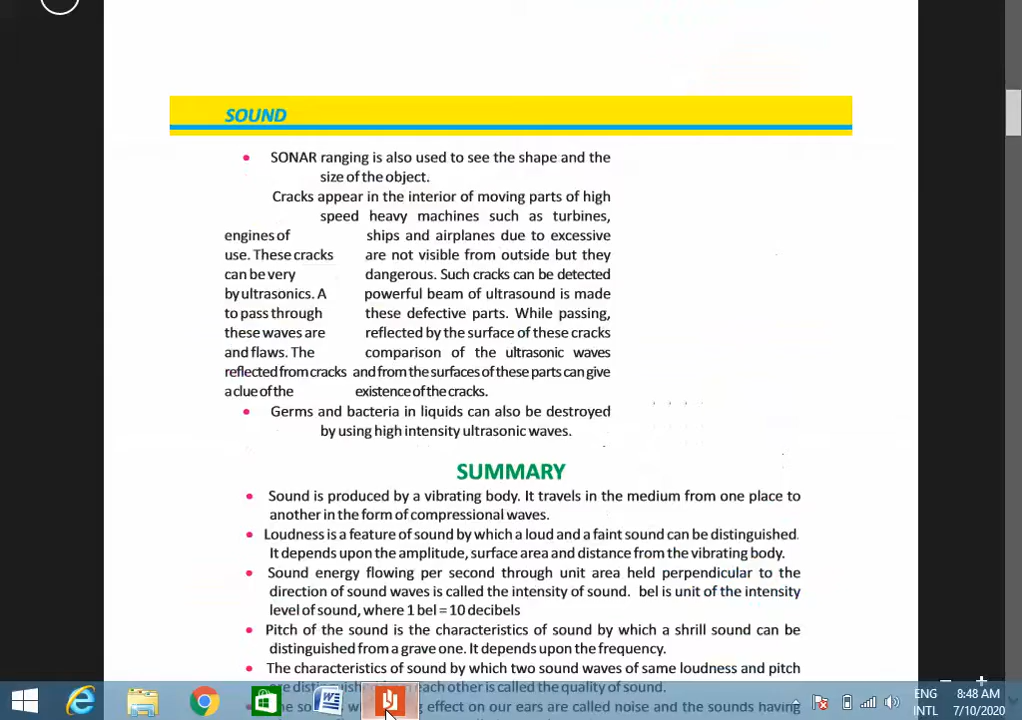 SOUND
• SONAR ranging is also used to see the shape and the
size of the object.
Cracks appear in the interior of moving parts of high
speed heavy machines such as turbines,
engines of ships and airplanes due to excessive
use. These cracks are not visible from outside but they
can be very dangerous. Such cracks can be detected
by ultrasonics. A powerful beam of ultrasound is made
to pass through these defective parts. While passing,
these waves are reflected by the surface of these cracks
and flaws. The comparison of the ultrasonic waves
reflected from cracks and from the surfaces of these parts can give
a clue of the existence of the cracks.
• Germs and bacteria in liquids can also be destroyed
by using high intensity ultrasonic waves.
SUMMARY
• Sound is produced by a vibrating body. It travels in the medium from one place to
another in the form of compressional waves.
• Loudness is a feature of sound by which a loud and a faint sound can be distinguished.
It depends upon the amplitude, surface area and distance from the vibrating body.
• Sound energy flowing per second through unit area held perpendicular to the
direction of sound waves is called the intensity of sound. bel is unit of the intensity
level of sound, where 1 bel = 10 decibels
• Pitch of the sound is the characteristics of sound by which a shrill sound can be
distinguished from a grave one. It depends upon the frequency.
• The characteristics of sound by which two sound waves of same loudness and pitch
are distinguished from each other is called the quality of sound.
effect on our ears are called noise and the sounds having
ENG 8:48 AM
INTL 7/10/2020